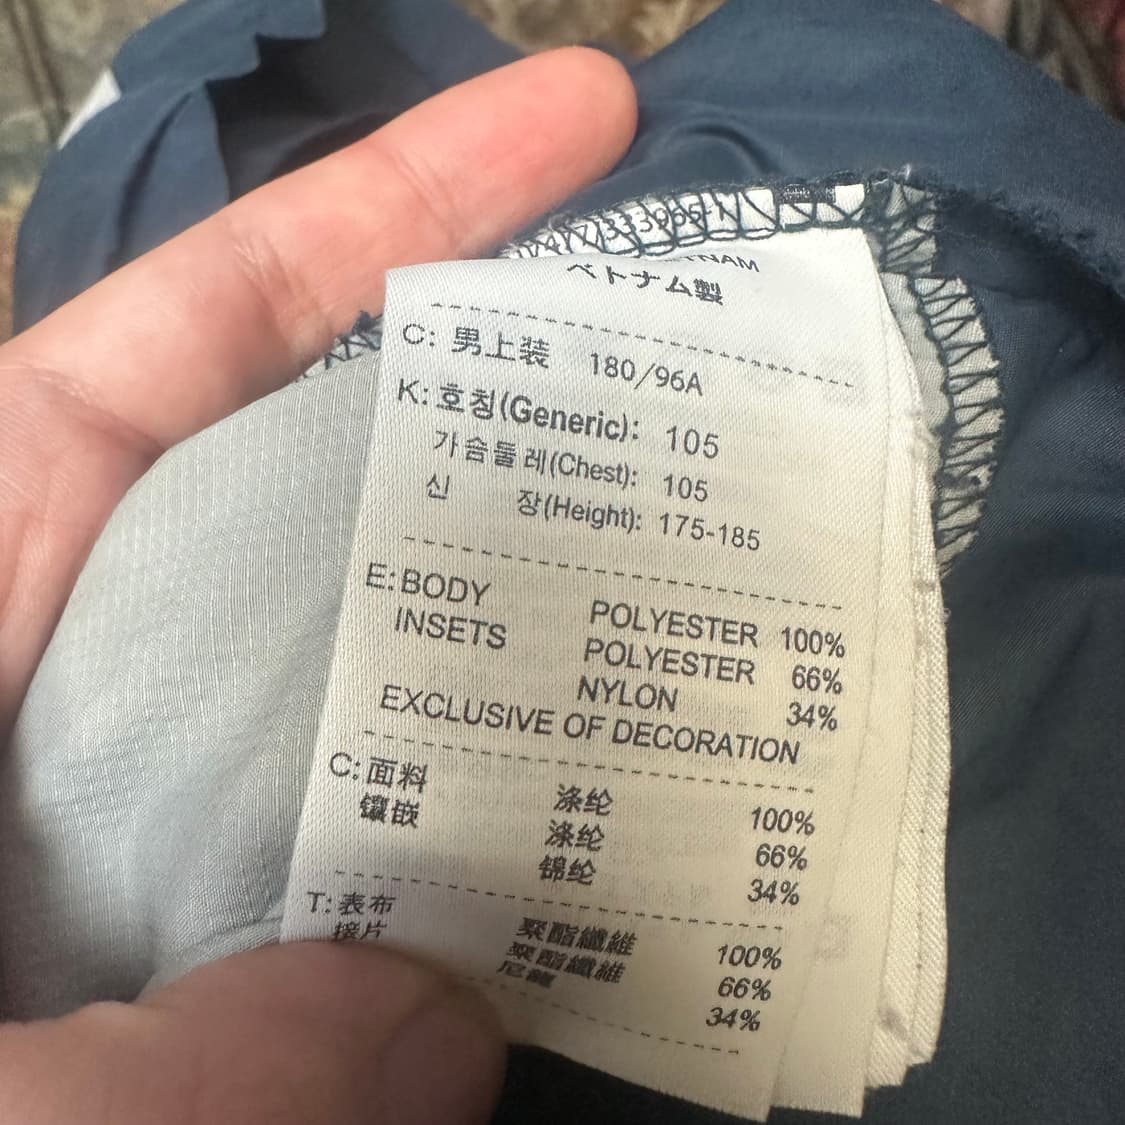 ベトナム製
C: 男上装 180/96A
K: 호칭(Generic): 105
가슴둘레(Chest): 105
신 장(Height): 175-185
E: BODY POLYESTER 100%
INSETS POLYESTER 66%
NYLON 34%
EXCLUSIVE OF DECORATION
C: 面料 涤纶 100%
镶嵌 涤纶 66%
锦纶 34%
T: 表布 聚酯纖維 100%
接片 聚酯纖維 66%
尼龍 34%